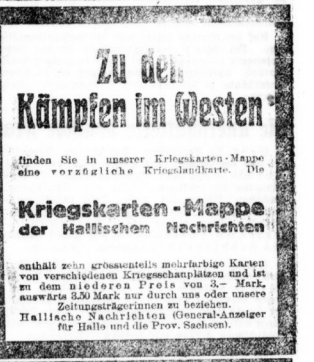 Zu den
Kämpfen im Westen
finden Sie in unserer Kriegskarten-Mappe
eine vorzügliche Kriegslandkarte. Die
Kriegskarten-Mappe
der Hallischen Nachrichten
enthält zehn grösstenteils mehrfarbige Karten
von verschiedenen Kriegsschauplätzen und ist
zu dem niederen Preis von 3,— Mark,
auswärts 3.50 Mark nur durch uns oder unsere
Zeitungsträgerinnen zu beziehen.
Hallische Nachrichten (General-Anzeiger
für Halle und die Prov. Sachsen).